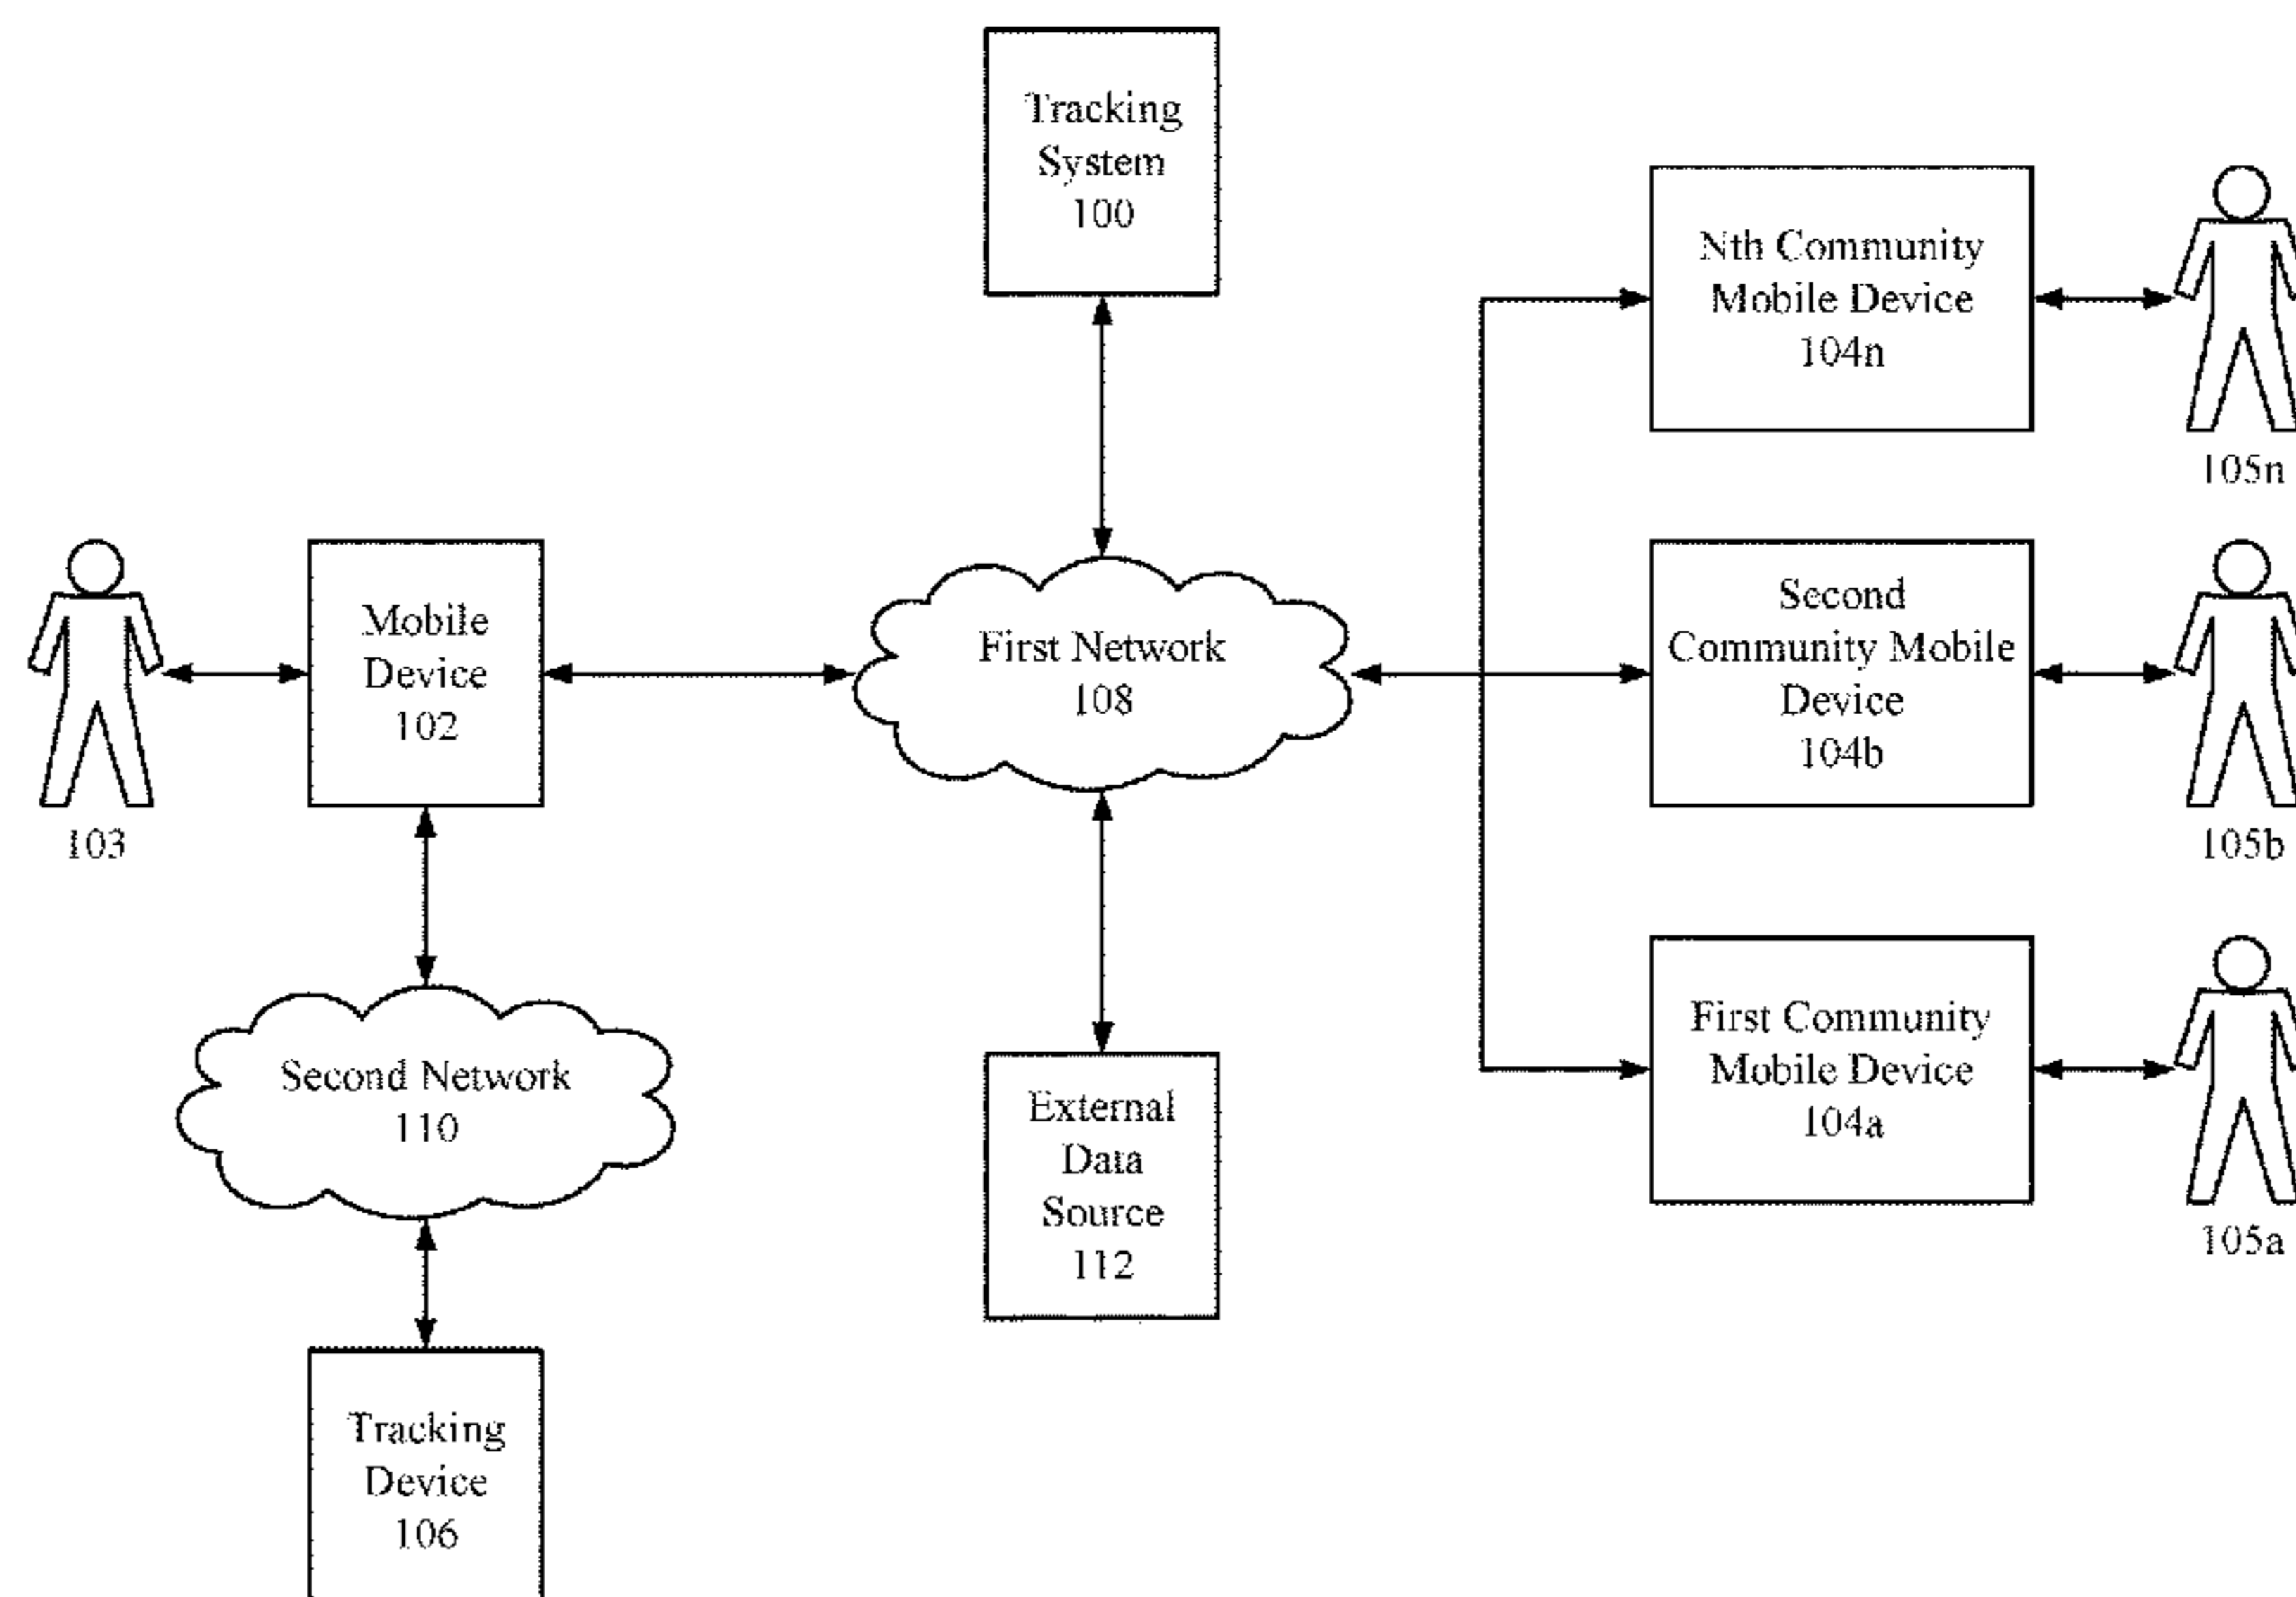 Tracking
System
100
Nth Community
Mobile Device
104n
105n
Mobile
Device
102
103
First Network
108
Second
Community Mobile
Device
104b
105b
Second Network
110
External
Data
Source
112
First Community
Mobile Device
104a
105a
Tracking
Device
106